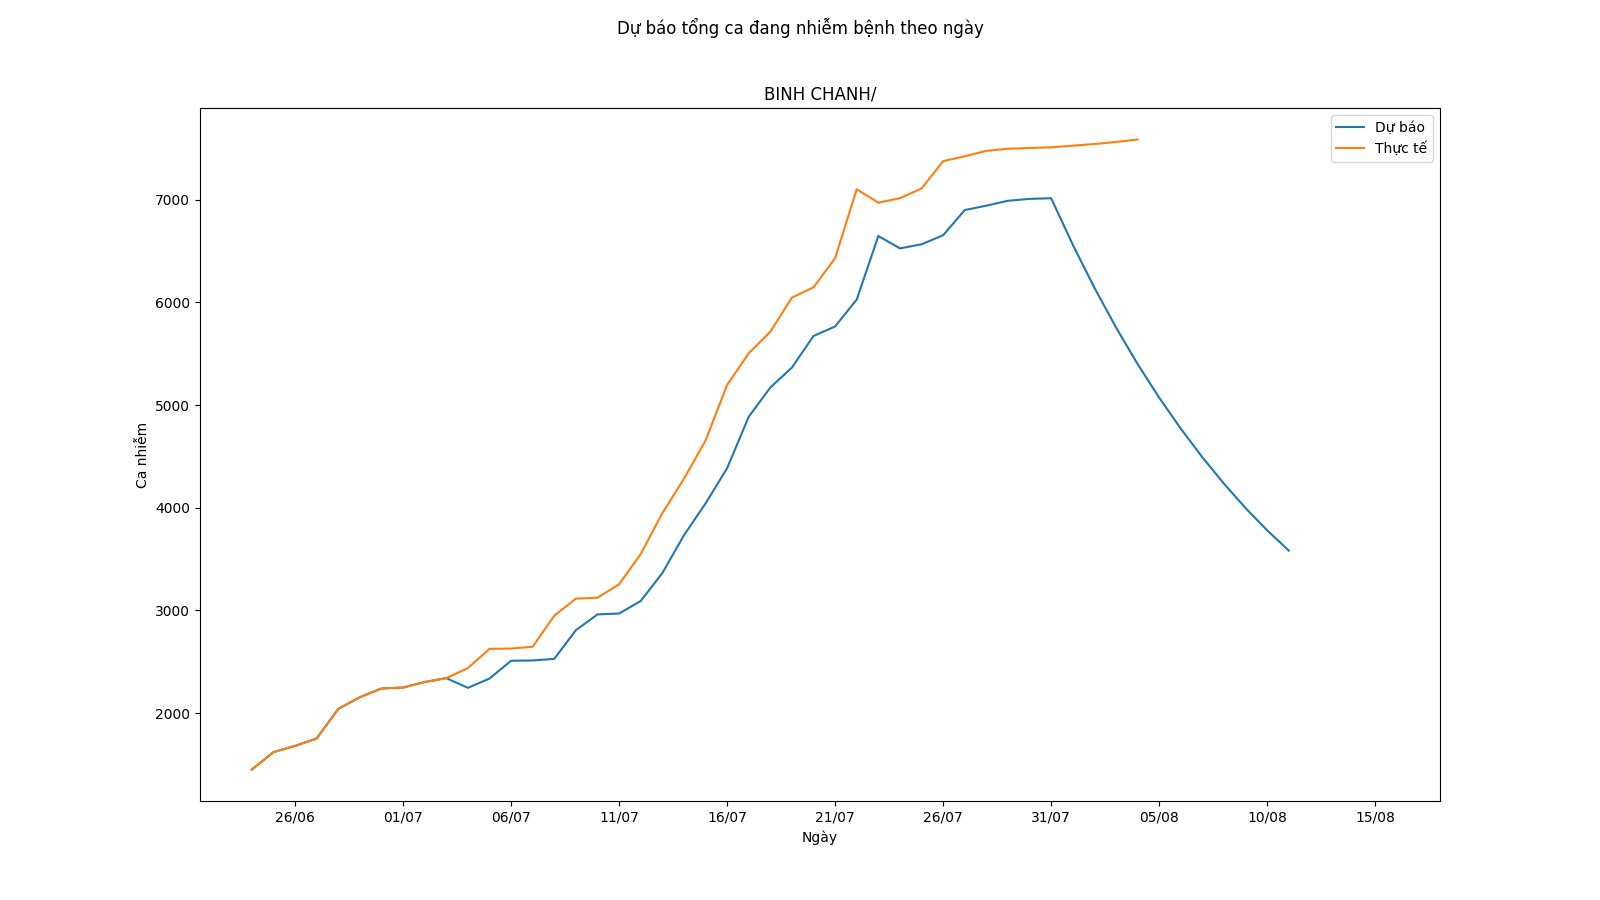 Dự báo tổng ca đang nhiễm bệnh theo ngày
BINH CHANH/
Dự báo
Thực tế
7000
6000
5000
4000
3000
2000
Ca nhiễm
26/06 01/07 06/07 11/07 16/07 21/07 26/07 31/07 05/08 10/08 15/08
Ngày